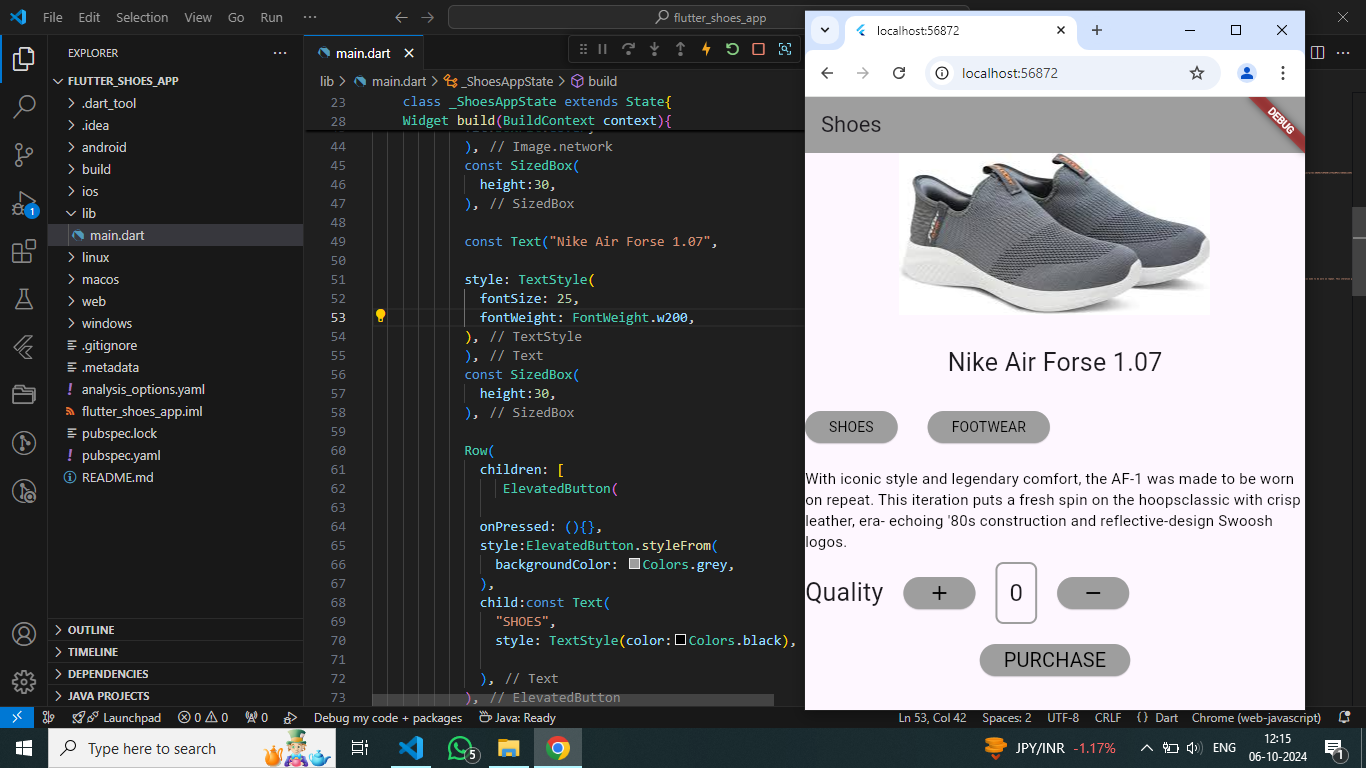 File Edit Selection View Go Run ··· flutter_shoes_app
EXPLORER ···
FLUTTER_SHOES_APP
.dart_tool
.idea
android
build
ios
lib
main.dart
linux
macos
web
windows
.gitignore
.metadata
analysis_options.yaml
flutter_shoes_app.iml
pubspec.lock
pubspec.yaml
README.md
OUTLINE
TIMELINE
DEPENDENCIES
JAVA PROJECTS
1
main.dart
lib > main.dart > _ShoesAppState > build
23 class _ShoesAppState extends State{
28 Widget build(BuildContext context){
44 ), // Image.network
45 const SizedBox(
46 height:30,
47 ), // SizedBox
48
49 const Text("Nike Air Forse 1.07",
50
51 style: TextStyle(
52 fontSize: 25,
53 fontWeight: FontWeight.w200,
54 ), // TextStyle
55 ), // Text
56 const SizedBox(
57 height:30,
58 ), // SizedBox
59
60 Row(
61 children: [
62 ElevatedButton(
63
64 onPressed: (){},
65 style:ElevatedButton.styleFrom(
66 backgroundColor: Colors.grey,
67 ),
68 child:const Text(
69 "SHOES",
70 style: TextStyle(color: Colors.black),
71
72 ), // Text
73 ), // ElevatedButton
localhost:56872
localhost:56872
Shoes
DEBUG
Nike Air Forse 1.07
SHOES FOOTWEAR
With iconic style and legendary comfort, the AF-1 was made to be worn
on repeat. This iteration puts a fresh spin on the hoopsclassic with crisp
leather, era- echoing '80s construction and reflective-design Swoosh
logos.
Quality + 0 −
PURCHASE
Launchpad 0 0 0 Debug my code + packages Java: Ready Ln 53, Col 42 Spaces: 2 UTF-8 CRLF { } Dart Chrome (web-javascript)
Type here to search 5 JPY/INR -1.17% ENG 12:15
06-10-2024 1